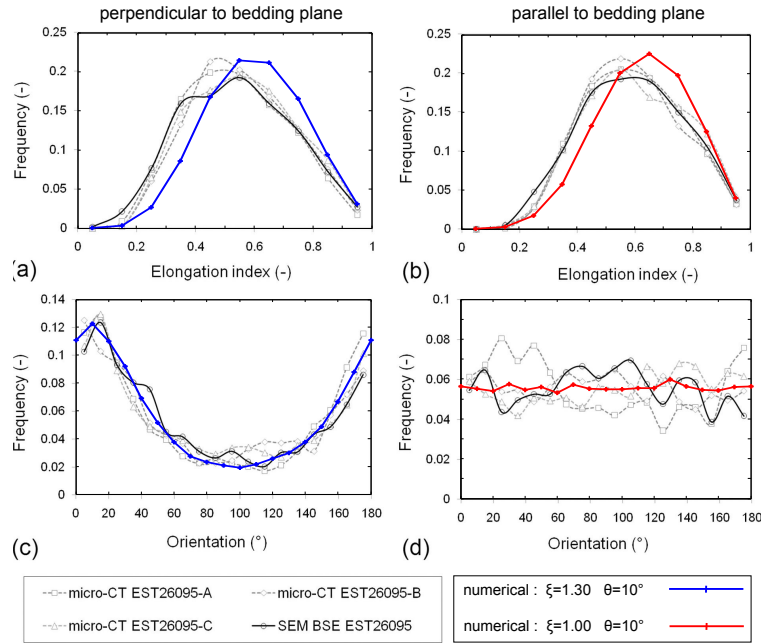 perpendicular to bedding plane
parallel to bedding plane
0.25
0.2
0.15
0.1
0.05
0
Frequency (-)
0 0.2 0.4 0.6 0.8 1
(a) Elongation index (-)
0.25
0.2
0.15
0.1
0.05
0
Frequency (-)
0 0.2 0.4 0.6 0.8 1
(b) Elongation index (-)
0.14
0.12
0.1
0.08
0.06
0.04
0.02
0
Frequency (-)
0 20 40 60 80 100 120 140 160 180
(c) Orientation (°)
0.1
0.08
0.06
0.04
0.02
0
Frequency (-)
0 20 40 60 80 100 120 140 160 180
(d) Orientation (°)
micro-CT EST26095-A micro-CT EST26095-B
micro-CT EST26095-C SEM BSE EST26095
numerical : ξ=1.30 θ=10°
numerical : ξ=1.00 θ=10°